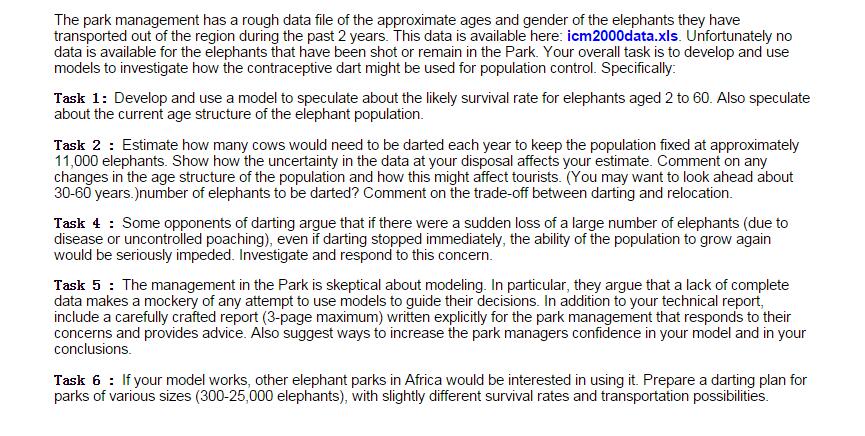 The park management has a rough data file of the approximate ages and gender of the elephants they have
transported out of the region during the past 2 years. This data is available here: icm2000data.xls. Unfortunately no
data is available for the elephants that have been shot or remain in the Park. Your overall task is to develop and use
models to investigate how the contraceptive dart might be used for population control. Specifically:
Task 1: Develop and use a model to speculate about the likely survival rate for elephants aged 2 to 60. Also speculate
about the current age structure of the elephant population.
Task 2 : Estimate how many cows would need to be darted each year to keep the population fixed at approximately
11,000 elephants. Show how the uncertainty in the data at your disposal affects your estimate. Comment on any
changes in the age structure of the population and how this might affect tourists. (You may want to look ahead about
30-60 years.)number of elephants to be darted? Comment on the trade-off between darting and relocation.
Task 4 : Some opponents of darting argue that if there were a sudden loss of a large number of elephants (due to
disease or uncontrolled poaching), even if darting stopped immediately, the ability of the population to grow again
would be seriously impeded. Investigate and respond to this concern.
Task 5 : The management in the Park is skeptical about modeling. In particular, they argue that a lack of complete
data makes a mockery of any attempt to use models to guide their decisions. In addition to your technical report,
include a carefully crafted report (3-page maximum) written explicitly for the park management that responds to their
concerns and provides advice. Also suggest ways to increase the park managers confidence in your model and in your
conclusions.
Task 6 : If your model works, other elephant parks in Africa would be interested in using it. Prepare a darting plan for
parks of various sizes (300-25,000 elephants), with slightly different survival rates and transportation possibilities.